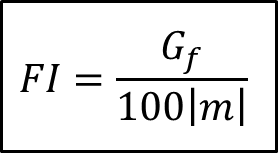 FI = G_f / 100|m|